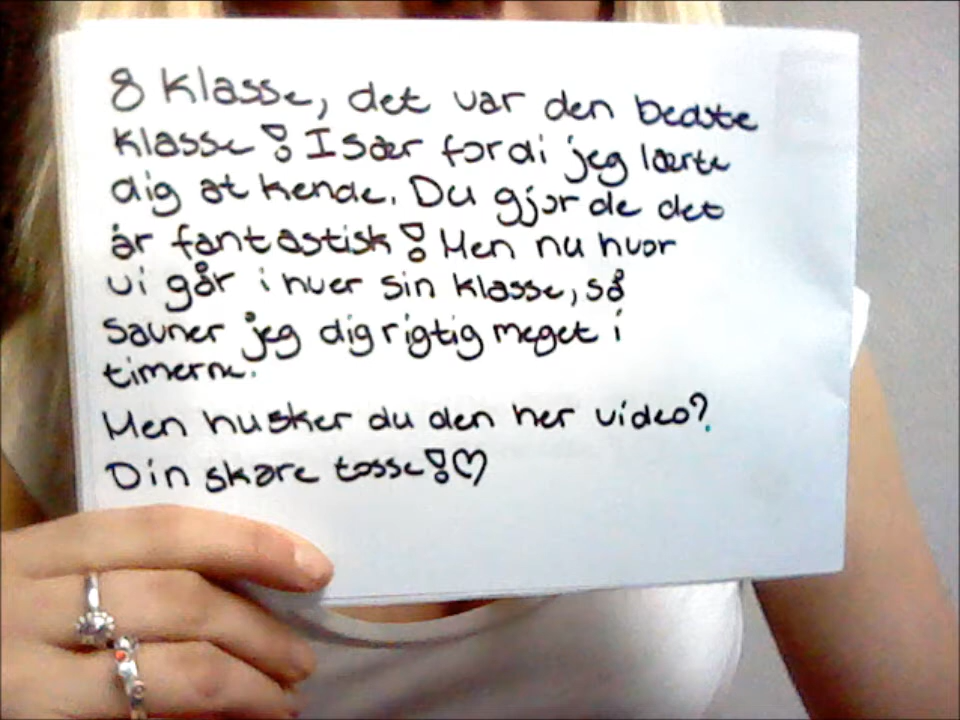 8 klasse, det var den bedste
klasse! Især fordi jeg lærte
dig at kende. Du gjorde det
år fantastisk! Men nu hvor
vi går i hver sin klasse, så
savner jeg dig rigtig meget i
timerne.
Men husker du den her video?
Din skøre tosse!♡